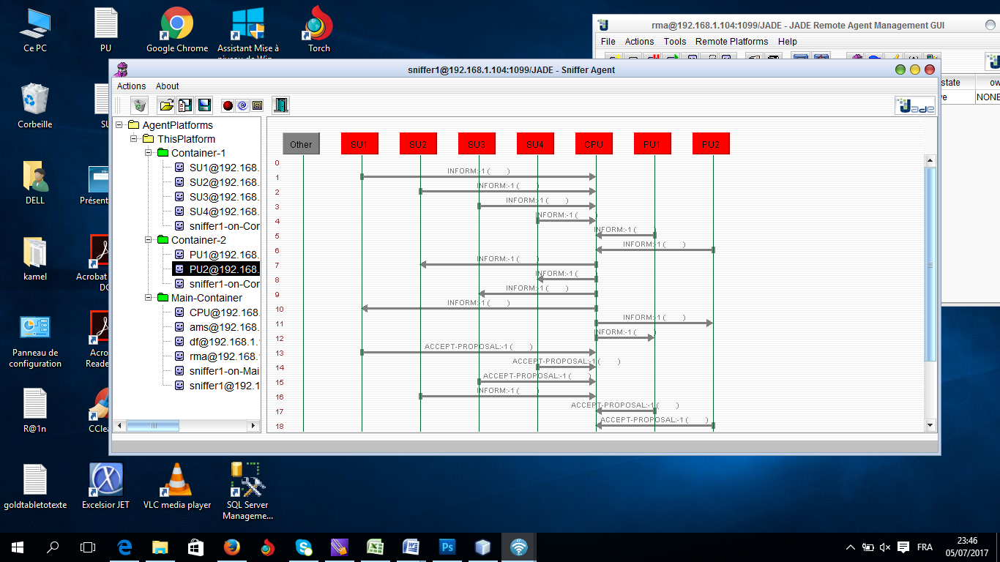 Ce PC
PU
Google Chrome
Assistant Mise à
Torch
Corbeille
SU
DELL
Présent
kamel
Acrobat
DC
Panneau de
configuration
Acro
Reade
R@1n
CClea
goldtabletotexte
Excelsior JET
VLC media player
SQL Server
Manageme...
rma@192.168.1.104:1099/JADE - JADE Remote Agent Management GUI
File Actions Tools Remote Platforms Help
state ow
NONE
sniffer1@192.168.1.104:1099/JADE - Sniffer Agent
Actions About
Jade
AgentPlatforms
ThisPlatform
Container-1
SU1@192.168.
SU2@192.168.
SU3@192.168.
SU4@192.168.
sniffer1-on-Cor
Container-2
PU1@192.168.
PU2@192.168.
sniffer1-on-Cor
Main-Container
CPU@192.168.
ams@192.168.
df@192.168.1.
rma@192.168.
sniffer1-on-Mai
sniffer1@192.1
Other SU1 SU2 SU3 SU4 CPU PU1 PU2
0
1 INFORM:-1 ( )
2 INFORM:-1 ( )
3 INFORM:-1 ( )
4 INFORM:-1 ( )
5 INFORM:-1 (
6 INFORM:-1 ( )
7 INFORM:-1 ( )
8 INFORM:-1 (
9 INFORM:-1 ( )
10 INFORM:-1 ( )
11 INFORM:-1 ( )
12 INFORM:-1 ( )
13 ACCEPT-PROPOSAL:-1 ( )
14 ACCEPT-PROPOSAL:-1 ( )
15 ACCEPT-PROPOSAL:-1 ( )
16 INFORM:-1 ( )
17 ACCEPT-PROPOSAL:-1 ( )
18 ACCEPT-PROPOSAL:-1 ( )
FRA
23:46
05/07/2017